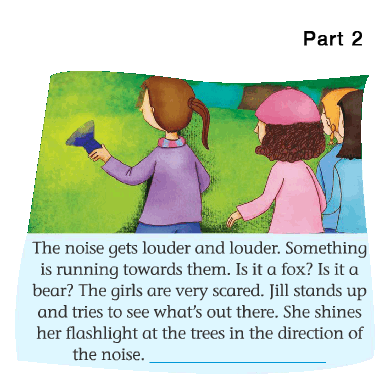 Part 2
The noise gets louder and louder. Something
is running towards them. Is it a fox? Is it a
bear? The girls are very scared. Jill stands up
and tries to see what's out there. She shines
her flashlight at the trees in the direction of
the noise.